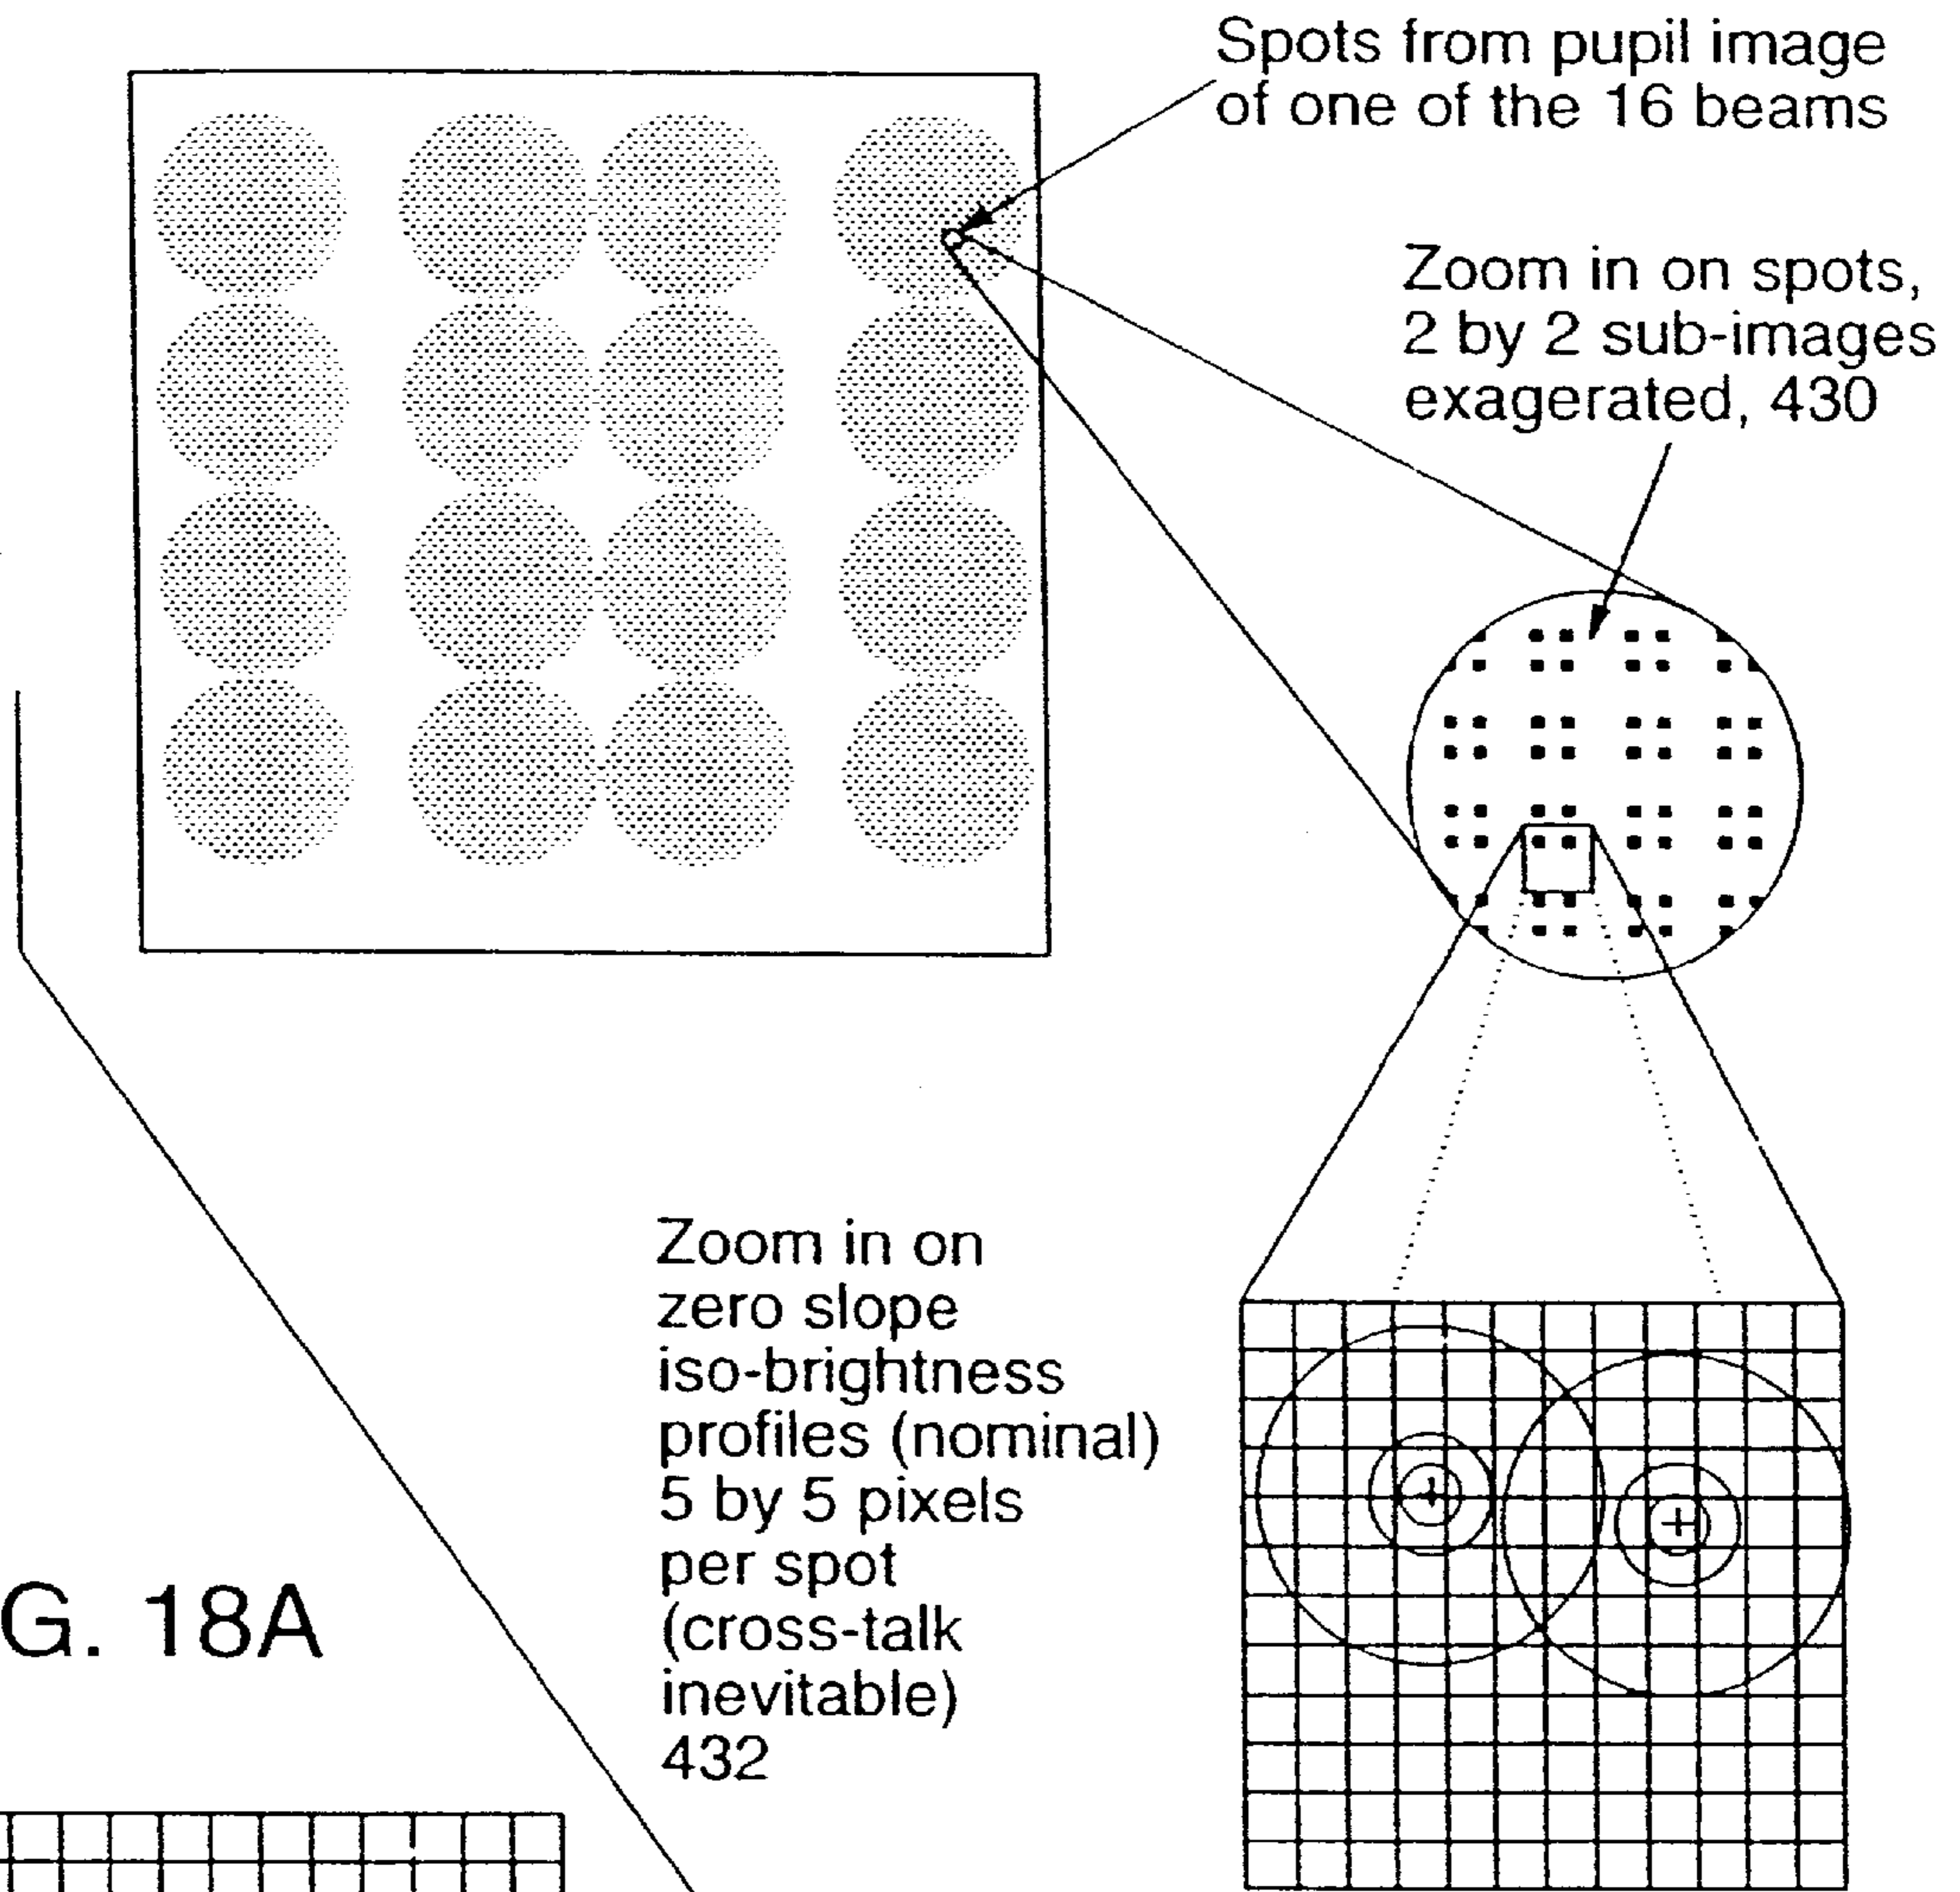 Spots from pupil image
of one of the 16 beams
Zoom in on spots,
2 by 2 sub-images
exagerated, 430
Zoom in on
zero slope
iso-brightness
profiles (nominal)
5 by 5 pixels
per spot
(cross-talk
inevitable)
432
G. 18A